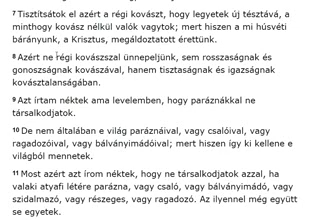 7 Tisztítsátok el azért a régi kovászt, hogy legyetek új tésztává, a
minthogy kovász nélkül valók vagytok; mert hiszen a mi húsvéti
bárányunk, a Krisztus, megáldoztatott érettünk.
8 Azért ne régi kovászszal ünnepeljünk, sem rosszaságnak és
gonoszságnak kovászával, hanem tisztaságnak és igazságnak
kovásztalanságában.
9 Azt írtam néktek ama levelemben, hogy paráznákkal ne
társalkodjatok.
10 De nem általában e világ paráznáival, vagy csalóival, vagy
ragadozóival, vagy bálványimádóival; mert hiszen így ki kellene e
világból mennetek.
11 Most azért azt írom néktek, hogy ne társalkodjatok azzal, ha
valaki atyafi létére parázna, vagy csaló, vagy bálványimádó, vagy
szidalmazó, vagy részeges, vagy ragadozó. Az ilyennel még együtt
se egyetek.